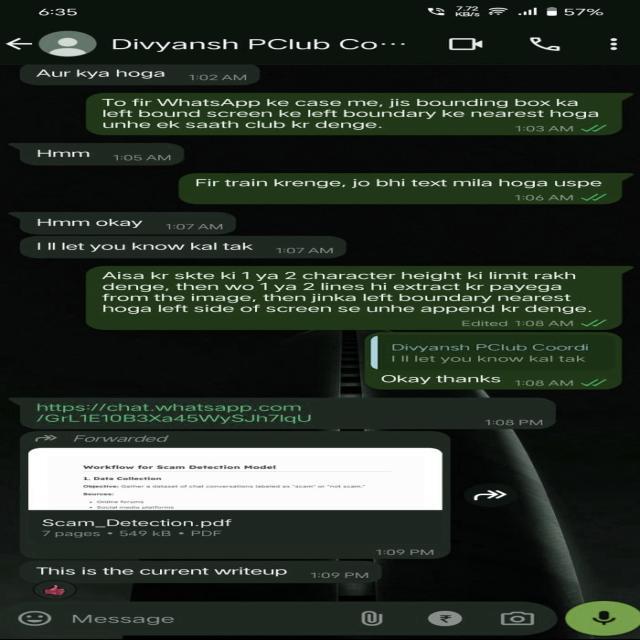 6:35
7.72
KB/s
57%
Divyansh PClub Co...
Aur kya hoga 1:02 AM
To fir WhatsApp ke case me, jis bounding box ka
left bound screen ke left boundary ke nearest hoga
unhe ek saath club kr denge.
1:03 AM
Hmm 1:05 AM
Fir train krenge, jo bhi text mila hoga uspe
1:06 AM
Hmm okay 1:07 AM
I ll let you know kal tak 1:07 AM
Aisa kr skte ki 1 ya 2 character height ki limit rakh
denge, then wo 1 ya 2 lines hi extract kr payega
from the image, then jinka left boundary nearest
hoga left side of screen se unhe append kr denge.
Edited 1:08 AM
Divyansh PClub Coordi
I ll let you know kal tak
Okay thanks 1:08 AM
https://chat.whatsapp.com
/GrL1E10B3Xa45WySJh7IqU 1:08 PM
Forwarded
Workflow for Scam Detection Model
1. Data Collection
Objective: Gather a dataset of chat conversations labeled as "scam" or "not scam."
Sources:
• Online forums
• Social media platforms
Scam_Detection.pdf
7 pages • 549 kB • PDF
1:09 PM
This is the current writeup 1:09 PM
Message